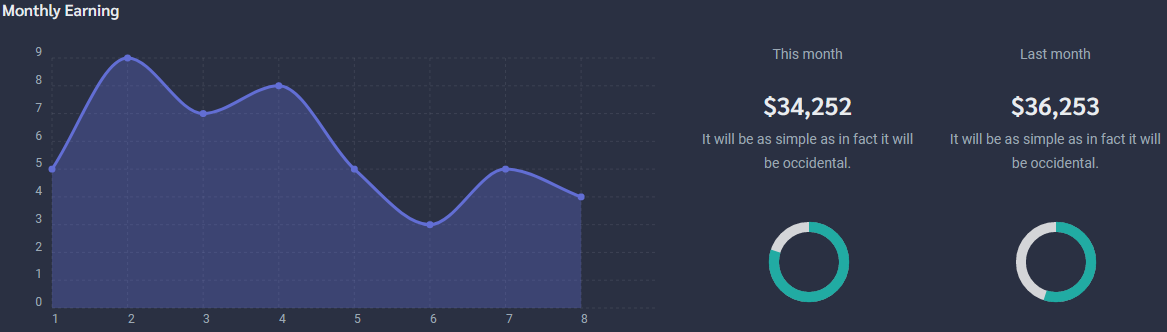 Monthly Earning
9
8
7
6
5
4
3
2
1
0
1 2 3 4 5 6 7 8
This month
$34,252
It will be as simple as in fact it will
be occidental.
Last month
$36,253
It will be as simple as in fact it will
be occidental.